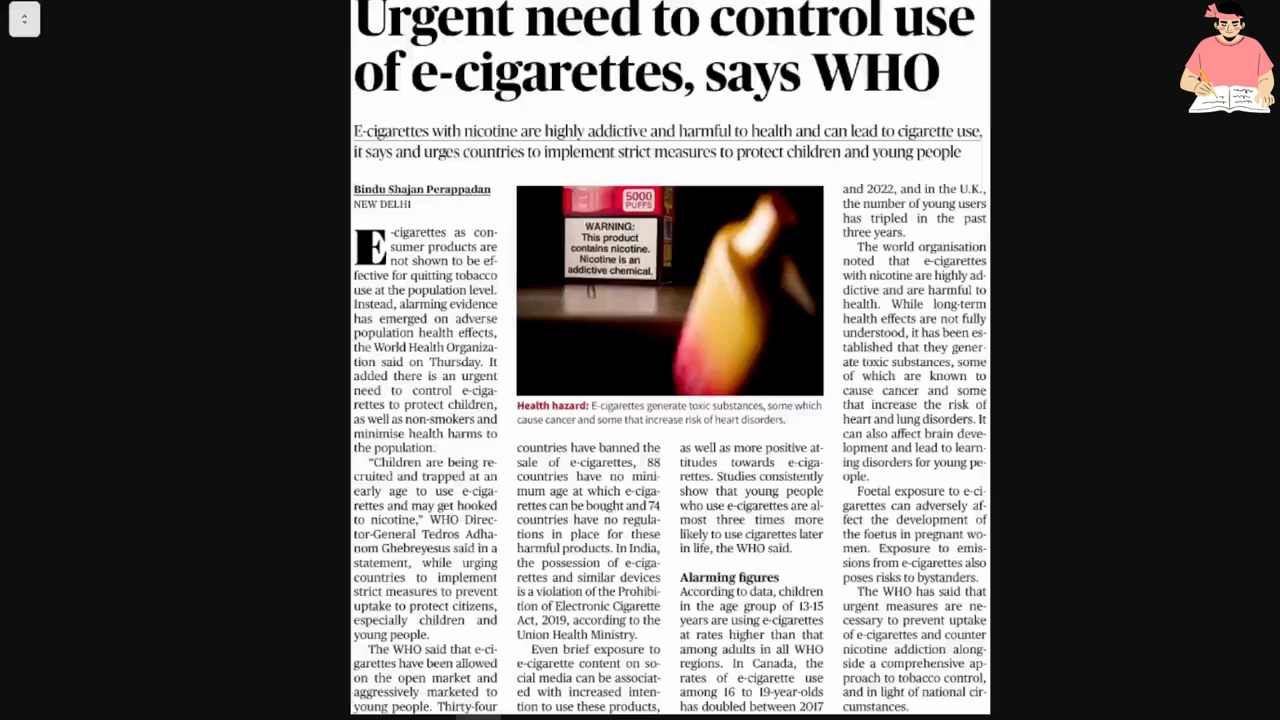 Urgent need to control use
of e-cigarettes, says WHO
E-cigarettes with nicotine are highly addictive and harmful to health and can lead to cigarette use,
it says and urges countries to implement strict measures to protect children and young people
Bindu Shajan Perappadan
NEW DELHI
E-cigarettes as con-
sumer products are
not shown to be ef-
fective for quitting tobacco
use at the population level.
Instead, alarming evidence
has emerged on adverse
population health effects,
the World Health Organiza-
tion said on Thursday. It
added there is an urgent
need to control e-ciga-
rettes to protect children,
as well as non-smokers and
minimise health harms to
the population.
“Children are being re-
cruited and trapped at an
early age to use e-ciga-
rettes and may get hooked
to nicotine,” WHO Direc-
tor-General Tedros Adha-
nom Ghebreyesus said in a
statement, while urging
countries to implement
strict measures to prevent
uptake to protect citizens,
especially children and
young people.
The WHO said that e-ci-
garettes have been allowed
on the open market and
aggressively marketed to
young people. Thirty-four
5000
PUFFS
WARNING:
This product
contains nicotine.
Nicotine is an
addictive chemical.
Health hazard: E-cigarettes generate toxic substances, some which
cause cancer and some that increase risk of heart disorders.
countries have banned the
sale of e-cigarettes, 88
countries have no mini-
mum age at which e-ciga-
rettes can be bought and 74
countries have no regula-
tions in place for these
harmful products. In India,
the possession of e-ciga-
rettes and similar devices
is a violation of the Prohibi-
tion of Electronic Cigarette
Act, 2019, according to the
Union Health Ministry.
Even brief exposure to
e-cigarette content on so-
cial media can be associat-
ed with increased inten-
tion to use these products,
as well as more positive at-
titudes towards e-ciga-
rettes. Studies consistently
show that young people
who use e-cigarettes are al-
most three times more
likely to use cigarettes later
in life, the WHO said.
Alarming figures
According to data, children
in the age group of 13-15
years are using e-cigarettes
at rates higher than that
among adults in all WHO
regions. In Canada, the
rates of e-cigarette use
among 16 to 19-year-olds
has doubled between 2017
and 2022, and in the U.K.,
the number of young users
has tripled in the past
three years.
The world organisation
noted that e-cigarettes
with nicotine are highly ad-
dictive and are harmful to
health. While long-term
health effects are not fully
understood, it has been es-
tablished that they gener-
ate toxic substances, some
of which are known to
cause cancer and some
that increase the risk of
heart and lung disorders. It
can also affect brain deve-
lopment and lead to learn-
ing disorders for young pe-
ople.
Foetal exposure to e-ci-
garettes can adversely af-
fect the development of
the foetus in pregnant wo-
men. Exposure to emis-
sions from e-cigarettes also
poses risks to bystanders.
The WHO has said that
urgent measures are ne-
cessary to prevent uptake
of e-cigarettes and counter
nicotine addiction along-
side a comprehensive ap-
proach to tobacco control,
and in light of national cir-
cumstances.